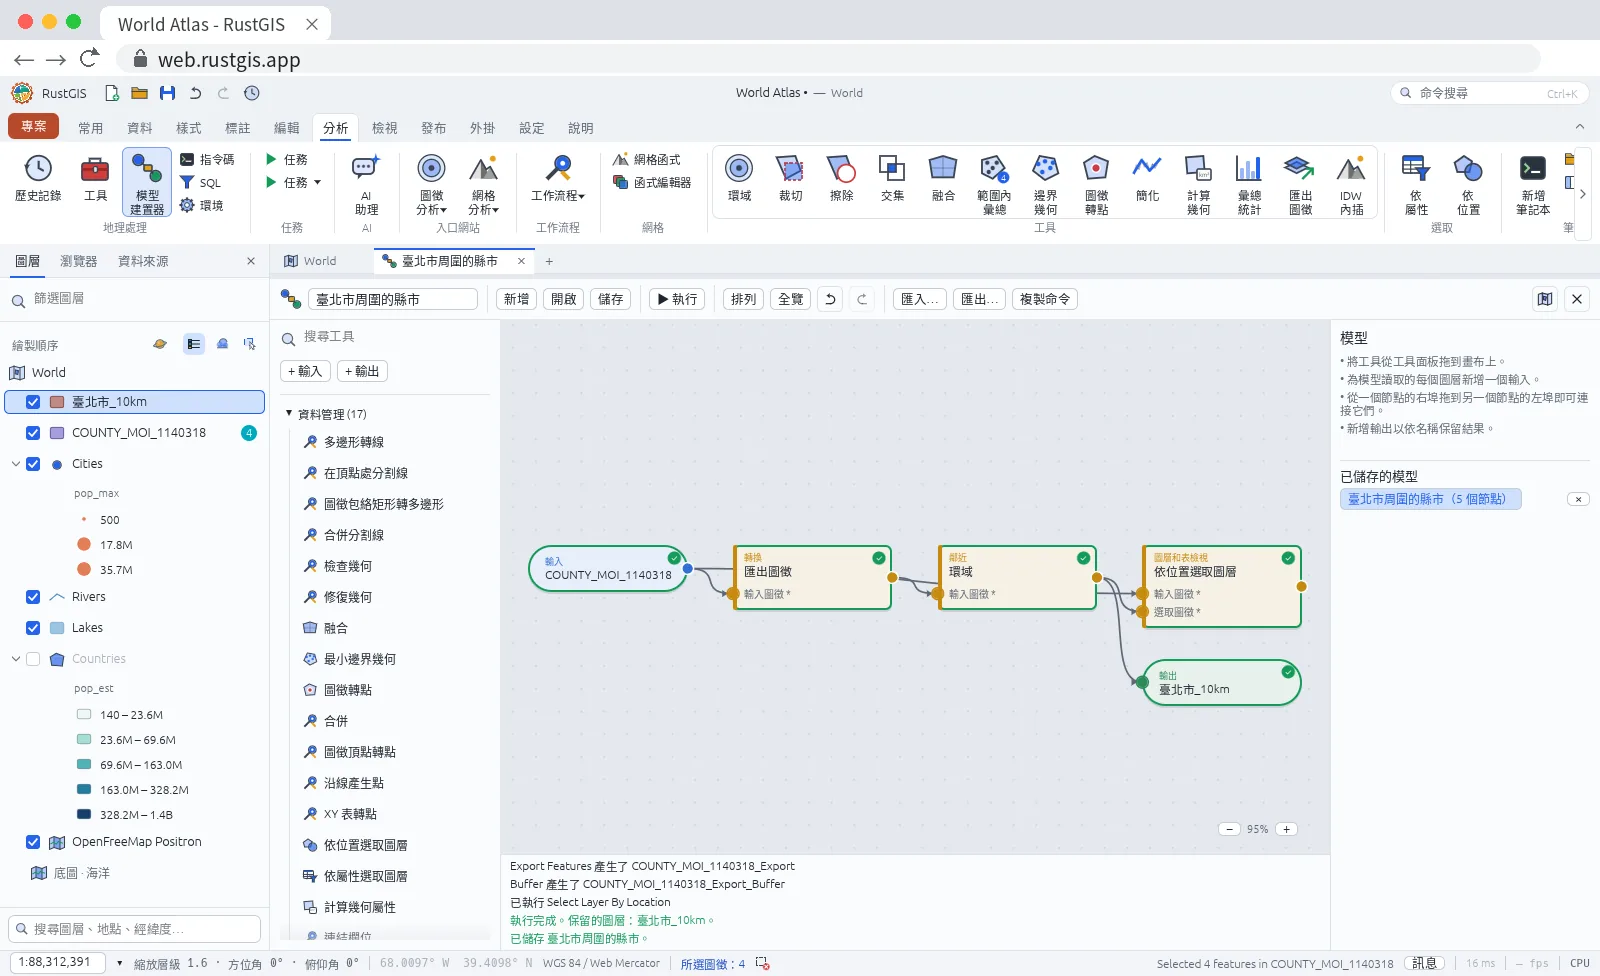 World Atlas - RustGIS
web.rustgis.app
RustGIS
World Atlas • — World
命令搜尋 Ctrl+K
專案 常用 資料 樣式 標註 編輯 分析 檢視 發布 外掛 設定 說明
歷史記錄
工具
模型
建置器
指令碼
SQL
環境
地理處理
任務
任務
任務
AI
助理
AI
圖徵
分析▾
網格
分析▾
入口網站
工作流程▾
工作流程
網格函式
函式編輯器
網格
環域
裁切
擦除
交集
融合
範圍內
彙總
邊界
幾何
圖徵
轉點
簡化
計算
幾何
彙總
統計
匯出
圖徵
IDW
內插
工具
依
屬性
依
位置
選取
新增
筆記本
圖層 瀏覽器 資料來源
World
臺北市周圍的縣市
篩選圖層
繪製順序
World
臺北市_10km
COUNTY_MOI_1140318 4
Cities
pop_max
500
17.8M
35.7M
Rivers
Lakes
Countries
pop_est
140 – 23.6M
23.6M – 69.6M
69.6M – 163.0M
163.0M – 328.2M
328.2M – 1.4B
OpenFreeMap Positron
底圖 · 海洋
搜尋圖層、地點、經緯度…
臺北市周圍的縣市
新增 開啟 儲存 ▶ 執行 排列 全覽 匯入… 匯出… 複製命令
搜尋工具
+ 輸入 + 輸出
資料管理 (17)
多邊形轉線
在頂點處分割線
圖徵包絡矩形轉多邊形
合併分割線
檢查幾何
修復幾何
融合
最小邊界幾何
圖徵轉點
合併
圖徵頂點轉點
沿線產生點
XY 表轉點
依位置選取圖層
依屬性選取圖層
計算幾何屬性
連結欄位
輸入
COUNTY_MOI_1140318
轉換
匯出圖徵
輸入圖徵 *
鄰近
環域
輸入圖徵 *
圖層和表檢視
依位置選取圖層
輸入圖徵 *
選取圖徵 *
輸出
臺北市_10km
95%
Export Features 產生了 COUNTY_MOI_1140318_Export
Buffer 產生了 COUNTY_MOI_1140318_Export_Buffer
已執行 Select Layer By Location
執行完成。保留的圖層：臺北市_10km。
已儲存 臺北市周圍的縣市。
模型
• 將工具從工具面板拖到畫布上。
• 為模型讀取的每個圖層新增一個輸入。
• 從一個節點的右埠拖到另一個節點的左埠即可連
接它們。
• 新增輸出以依名稱保留結果。
已儲存的模型
臺北市周圍的縣市（5 個節點）
1:88,312,391 縮放層級 1.6 · 方位角 0° · 俯仰角 0° 68.0097° W 39.4098° N WGS 84 / Web Mercator 所選圖徵：4
Selected 4 features in COUNTY_MOI_1140318 訊息 16 ms — fps CPU